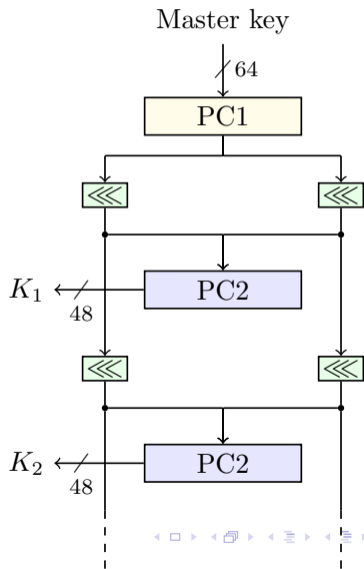 Master key
64
PC1
⋘ ⋘
K₁ PC2
48
⋘ ⋘
K₂ PC2
48